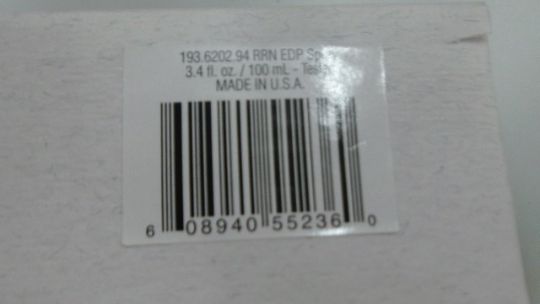 193.6202.94 RRN EDP
3.4 fl. oz. / 100 mL -
MADE IN U.S.A.
6 08940 55236 0